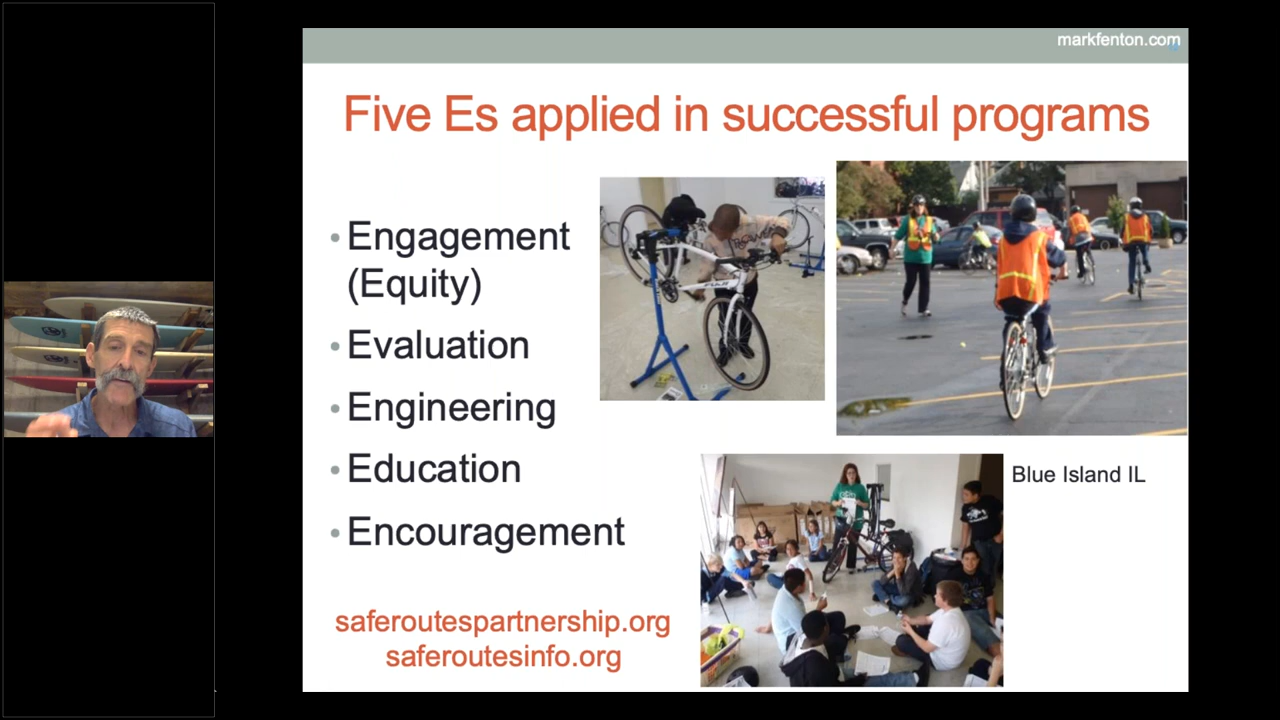 markfenton.com
Five Es applied in successful programs
• Engagement
(Equity)
• Evaluation
• Engineering
• Education
• Encouragement
Blue Island IL
saferoutespartnership.org
saferoutesinfo.org